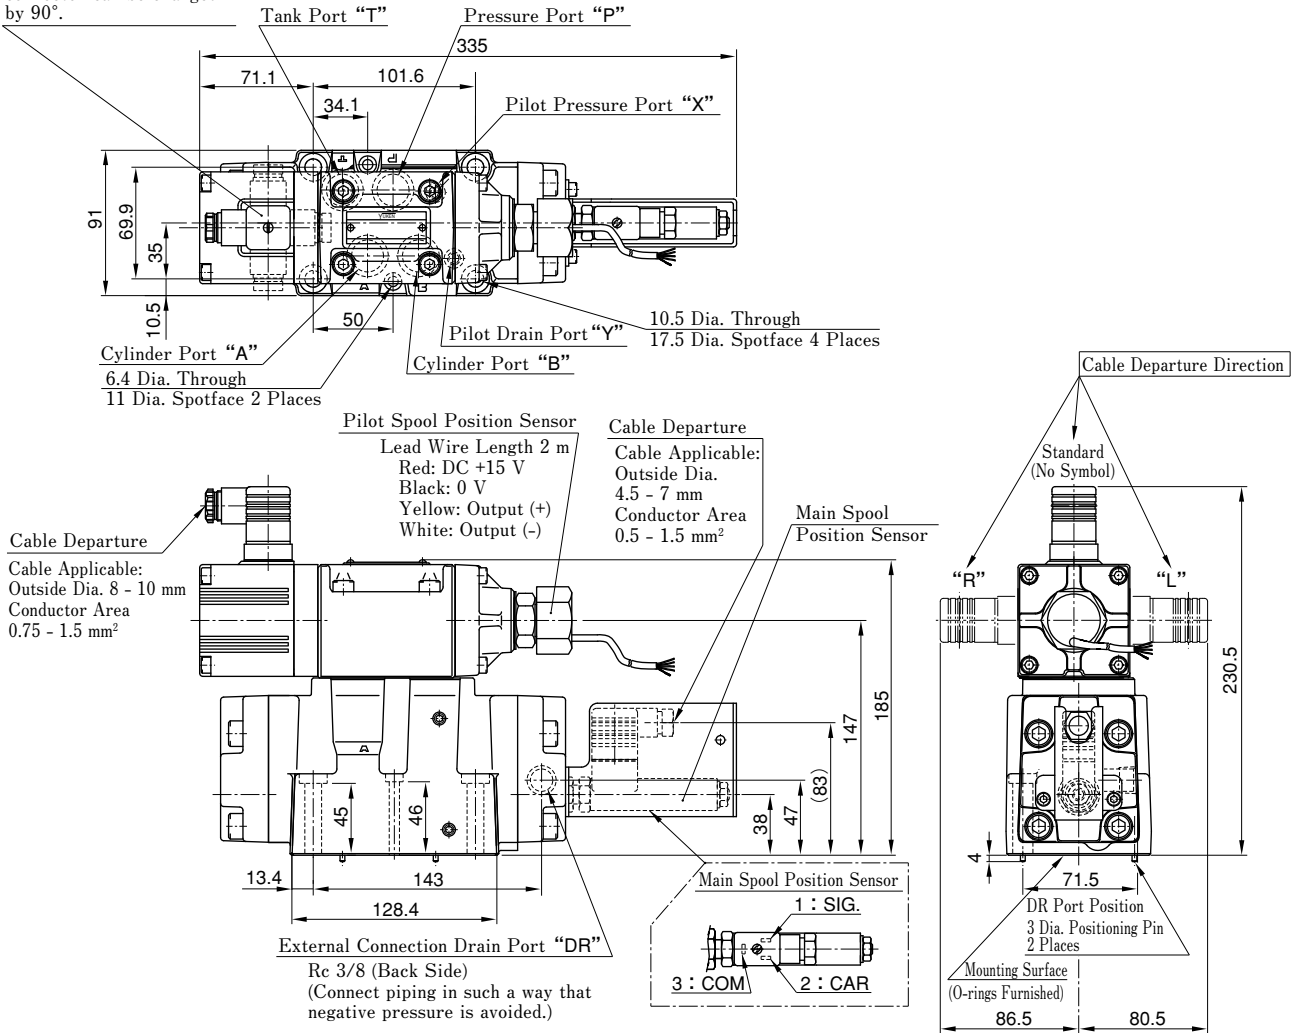 by 90°.
Tank Port “T”
Pressure Port “P”
335
71.1
101.6
34.1
Pilot Pressure Port “X”
T
P
91
69.9
35
10.5
YUKEN
A
B
50
Pilot Drain Port “Y”
10.5 Dia. Through
17.5 Dia. Spotface 4 Places
Cylinder Port “A”
Cylinder Port “B”
6.4 Dia. Through
11 Dia. Spotface 2 Places
Cable Departure Direction
Pilot Spool Position Sensor
Lead Wire Length 2 m
Red: DC +15 V
Black: 0 V
Yellow: Output (+)
White: Output (-)
Cable Departure
Cable Applicable:
Outside Dia.
4.5 - 7 mm
Conductor Area
0.5 - 1.5 mm²
Main Spool
Position Sensor
Standard
(No Symbol)
Cable Departure
Cable Applicable:
Outside Dia. 8 - 10 mm
Conductor Area
0.75 - 1.5 mm²
“R”
“L”
230.5
185
147
(83)
47
38
A
45
46
4
13.4
143
128.4
71.5
Main Spool Position Sensor
1 : SIG.
3 : COM
2 : CAR
External Connection Drain Port “DR”
Rc 3/8 (Back Side)
(Connect piping in such a way that
negative pressure is avoided.)
DR Port Position
3 Dia. Positioning Pin
2 Places
Mounting Surface
(O-rings Furnished)
86.5
80.5